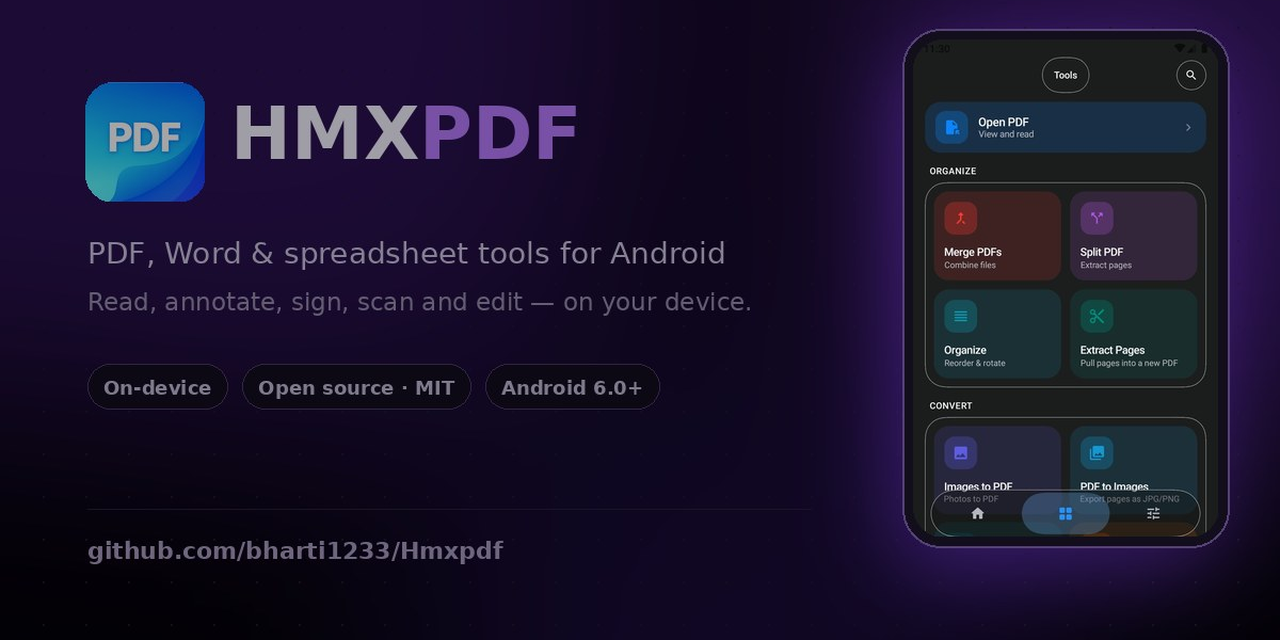 PDF
HMXPDF
PDF, Word & spreadsheet tools for Android
Read, annotate, sign, scan and edit — on your device.
On-device
Open source · MIT
Android 6.0+
github.com/bharti1233/Hmxpdf
11:30
Tools
Open PDF
View and read
ORGANIZE
Merge PDFs
Combine files
Split PDF
Extract pages
Organize
Reorder & rotate
Extract Pages
Pull pages into a new PDF
CONVERT
Images to PDF
Photos to PDF
PDF to Images
Export pages as JPG/PNG